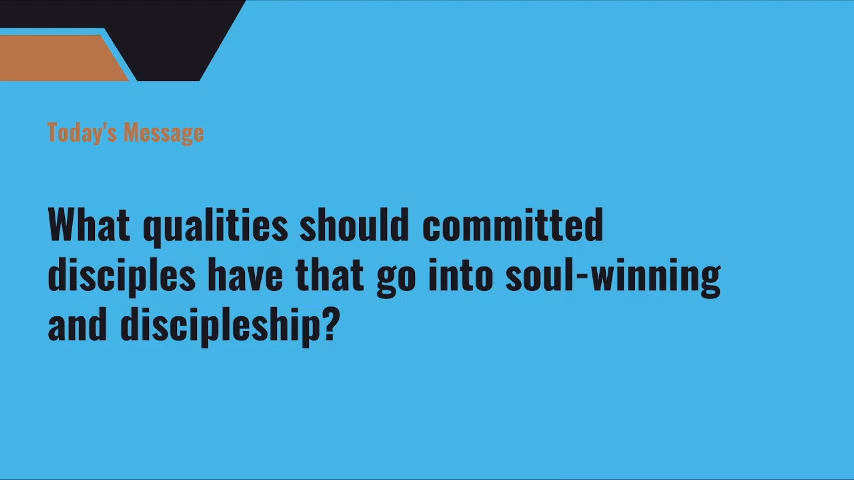 Today's Message
What qualities should committed
disciples have that go into soul-winning
and discipleship?